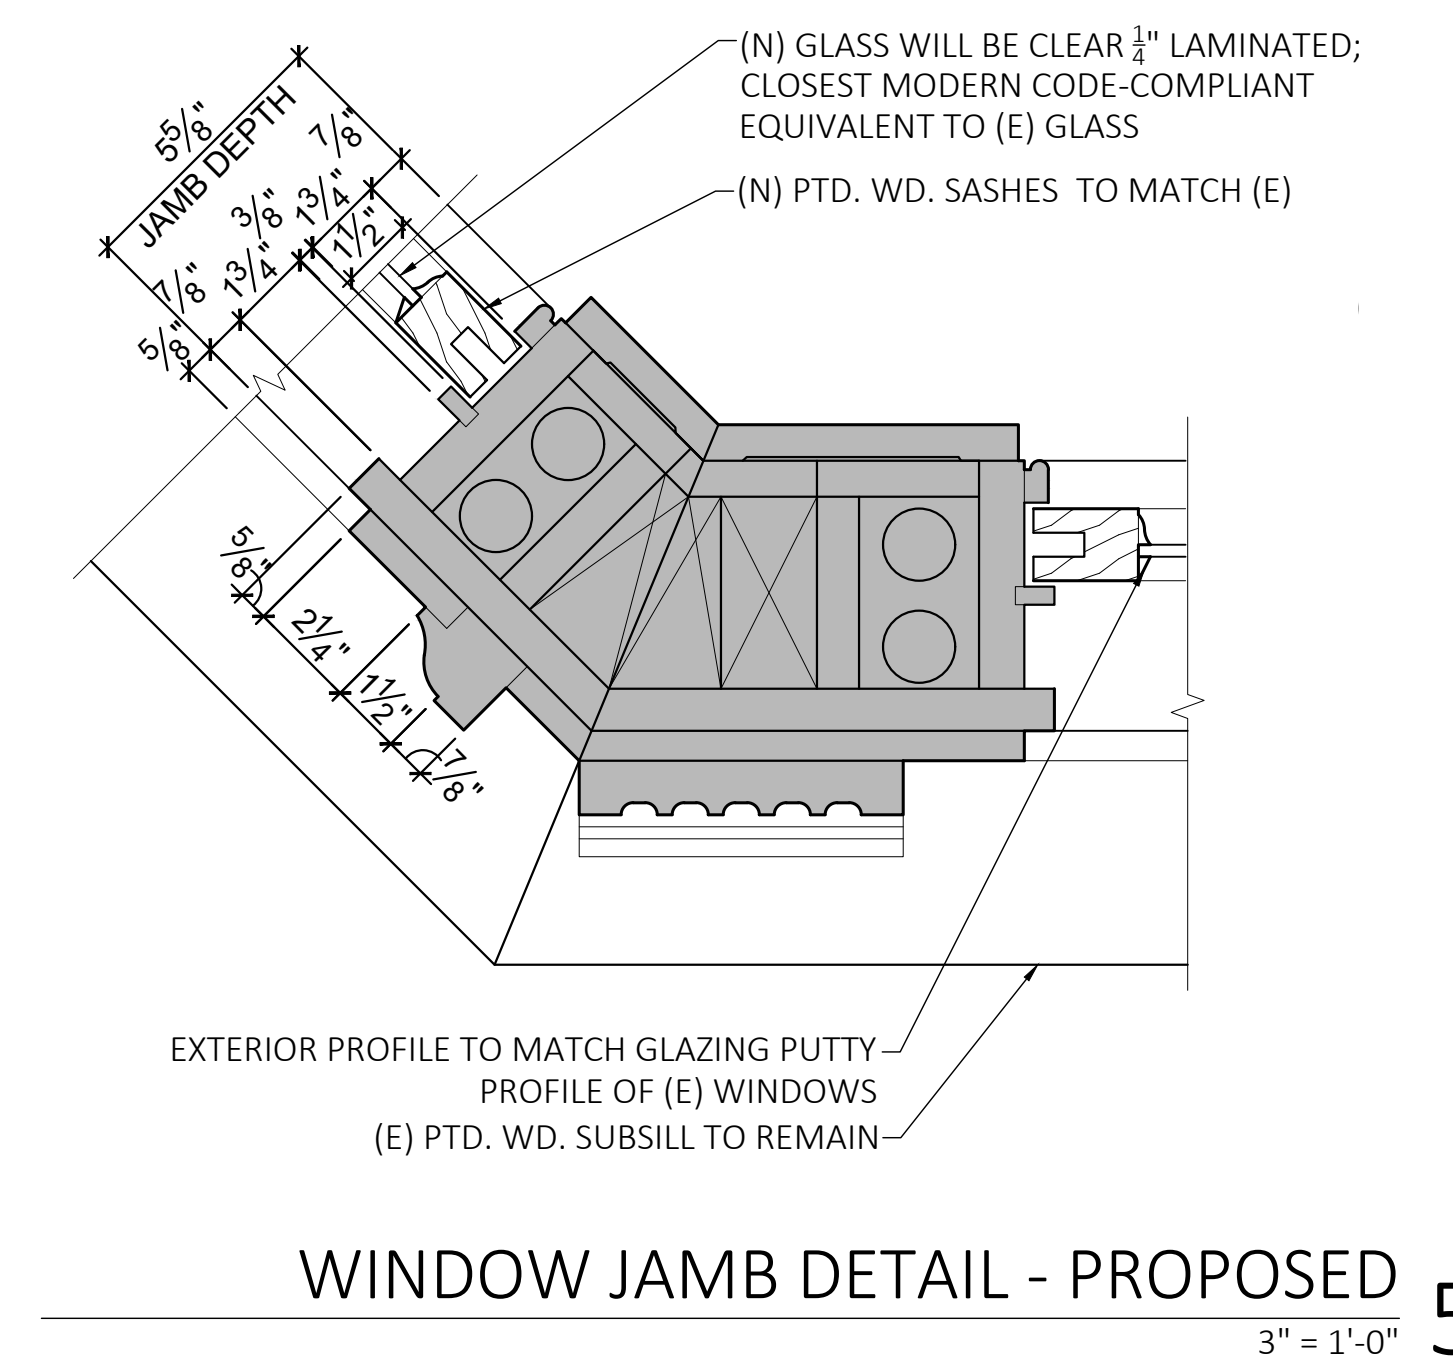 (N) GLASS WILL BE CLEAR 1/4" LAMINATED;
CLOSEST MODERN CODE-COMPLIANT
EQUIVALENT TO (E) GLASS
(N) PTD. WD. SASHES TO MATCH (E)
5 5/8"
JAMB DEPTH
7/8"
1 3/4"
3/8"
1 1/2"
1 3/4"
7/8"
5/8"
5/8"
2 1/4"
1 1/2"
7/8"
EXTERIOR PROFILE TO MATCH GLAZING PUTTY
PROFILE OF (E) WINDOWS
(E) PTD. WD. SUBSILL TO REMAIN
WINDOW JAMB DETAIL - PROPOSED
3" = 1'-0"